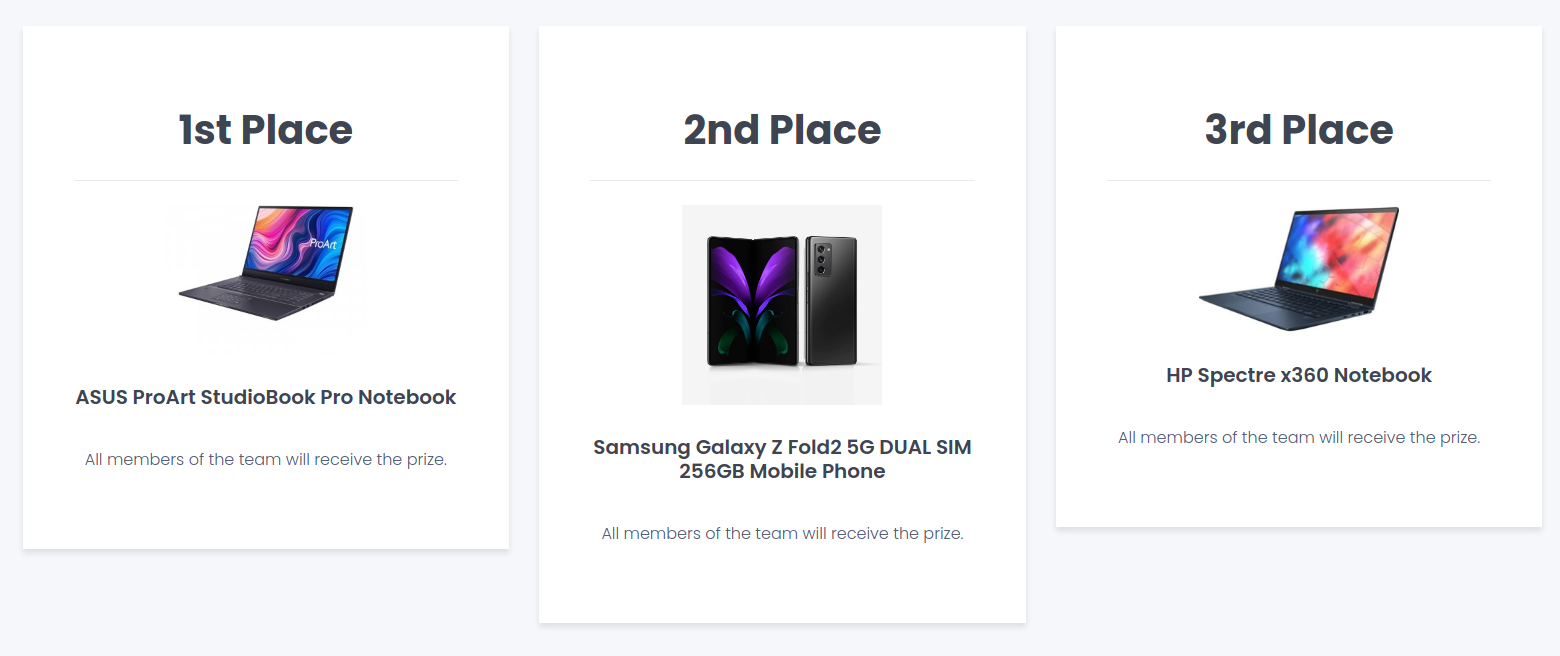 1st Place
ProArt
ASUS ProArt StudioBook Pro Notebook
All members of the team will receive the prize.
2nd Place
Samsung Galaxy Z Fold2 5G DUAL SIM
256GB Mobile Phone
All members of the team will receive the prize.
3rd Place
HP Spectre x360 Notebook
All members of the team will receive the prize.